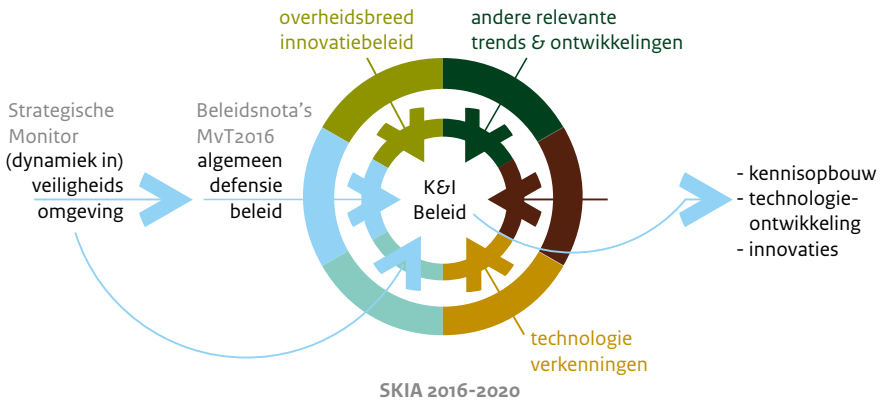 overheidsbreed
innovatiebeleid
andere relevante
trends & ontwikkelingen
Strategische
Monitor
(dynamiek in)
veiligheids
omgeving
Beleidsnota's
MvT2016
algemeen
defensie
beleid
K&I
Beleid
- kennisopbouw
- technologie-
ontwikkeling
- innovaties
technologie
verkenningen
SKIA 2016-2020